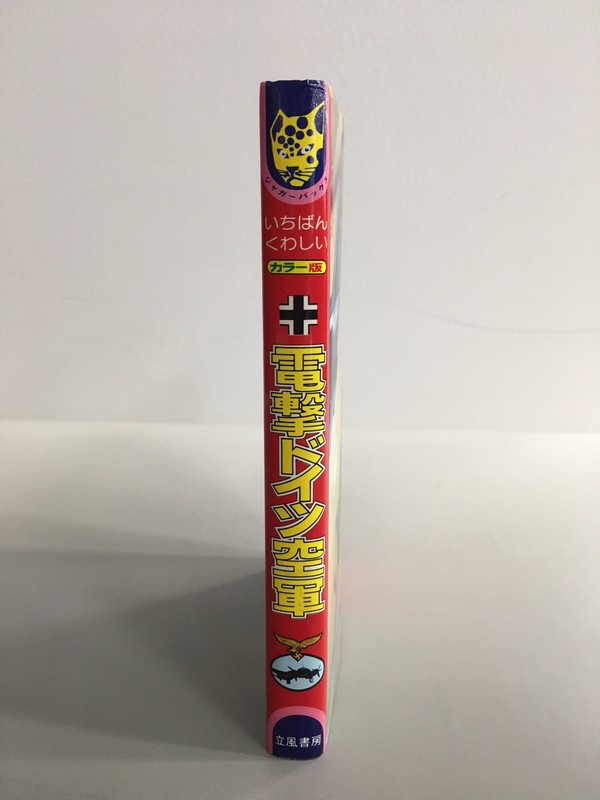 ジャガーバックス
いちばん
くわしい
カラー版
電撃ドイツ空軍
立風書房